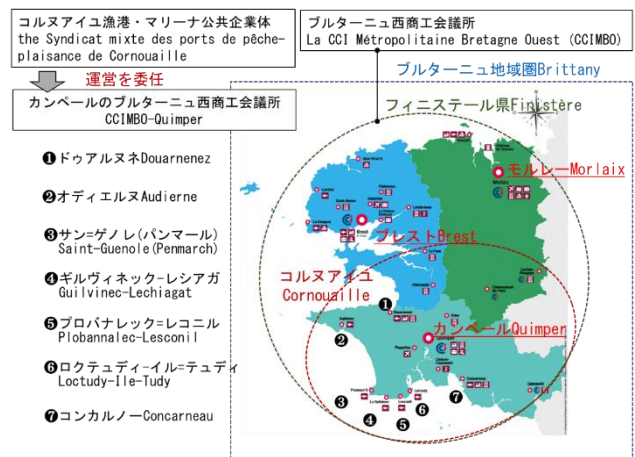 コルヌアイユ漁港・マリーナ公共企業体
the Syndicat mixte des ports de pêche-
plaisance de Cornouaille
運営を委任
カンペールのブルターニュ西商工会議所
CCIMBO-Quimper
ブルターニュ西商工会議所
La CCI Métropolitaine Bretagne Ouest (CCIMBO)
ブルターニュ地域圏Brittany
フィニステール県Finistère
モルレーMorlaix
Morlaix
ブレストBrest
Brest
コルヌアイユ
Cornouaille
カンペールQuimper
Quimper
❶ドゥアルヌネDouarnenez
❷オディエルヌAudierne
❸サン=ゲノレ(パンマール)
Saint-Guenole(Penmarch)
❹ギルヴィネック-レシアガ
Guilvinec-Lechiagat
❺プロバナレック=レコニル
Plobannalec-Lesconil
❻ロクテュディ-イル=テュディ
Loctudy-Ile-Tudy
❼コンカルノーConcarneau
❶
❷
❸
❹
❺
❻
❼